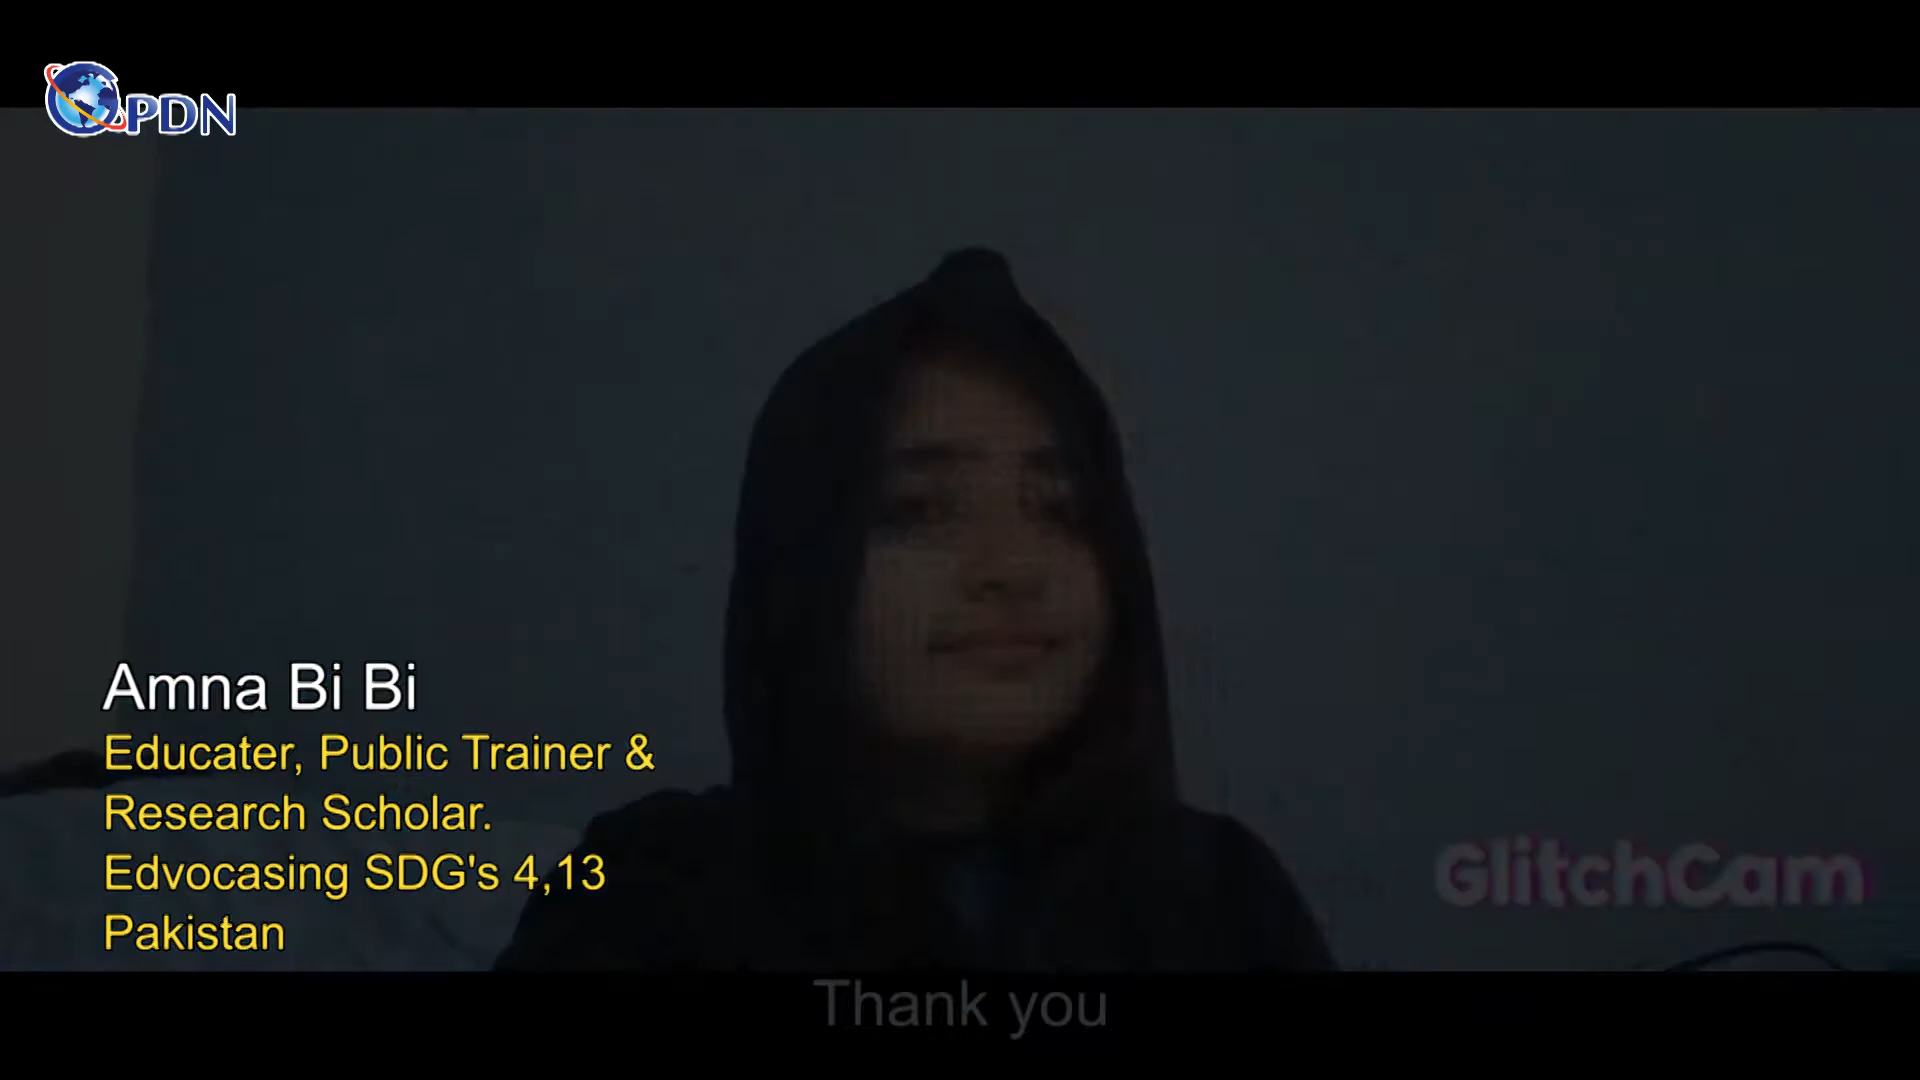 PDN
Amna Bi Bi
Educater, Public Trainer &
Research Scholar.
Edvocasing SDG's 4,13
Pakistan
GlitchCam
Thank you